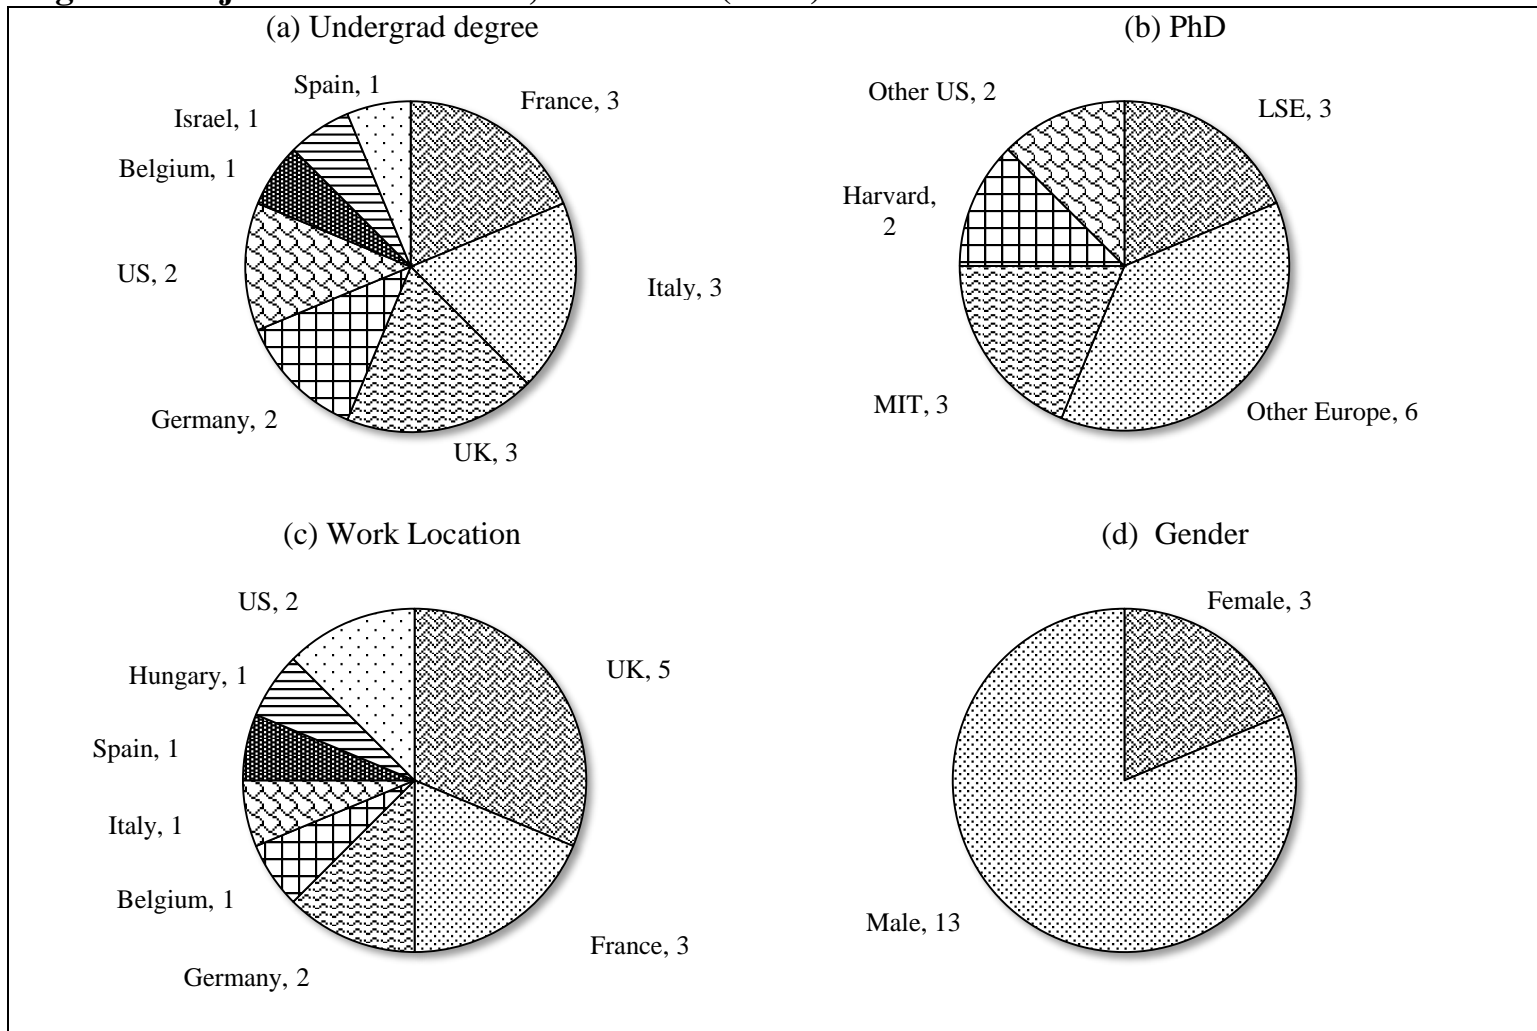 (a) Undergrad degree
Spain, 1
France, 3
Israel, 1
Belgium, 1
US, 2
Italy, 3
Germany, 2
UK, 3
(b) PhD
Other US, 2
LSE, 3
Harvard,
2
MIT, 3
Other Europe, 6
(c) Work Location
US, 2
UK, 5
Hungary, 1
Spain, 1
Italy, 1
Belgium, 1
France, 3
Germany, 2
(d) Gender
Female, 3
Male, 13